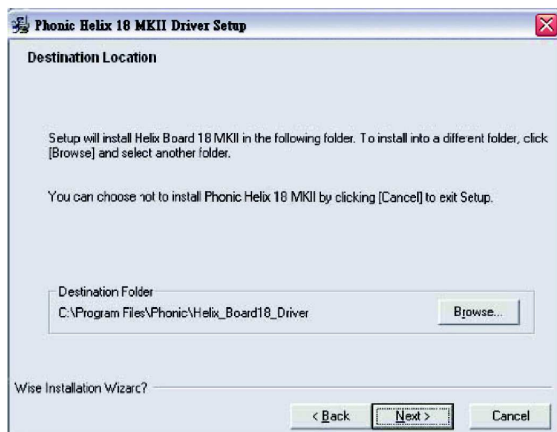 Phonic Helix 18 MKII Driver Setup
Destination Location
Setup will install Helix Board 18 MKII in the following folder. To install into a different folder, click
[Browse] and select another folder.
You can choose not to install Phonic Helix 18 MKII by clicking [Cancel] to exit Setup.
Destination Folder
C:\Program Files\Phonic\Helix_Board18_Driver
Browse...
Wise Installation Wizard?
< Back
Next >
Cancel